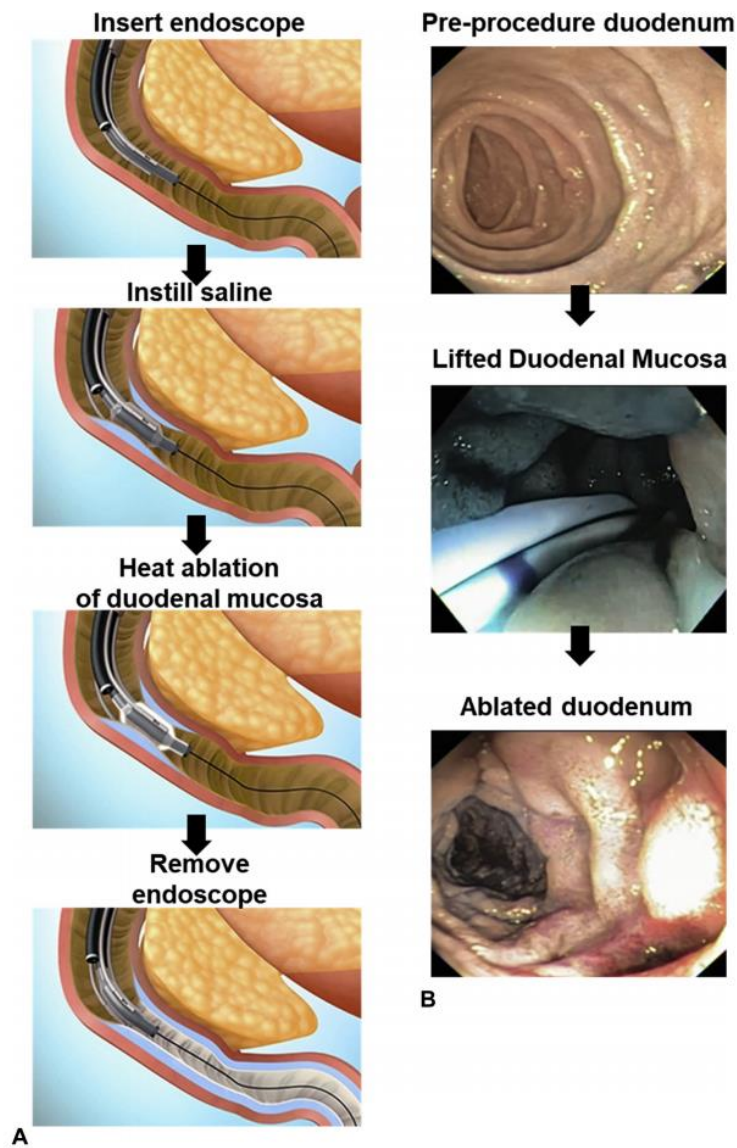 Insert endoscope
Instill saline
Heat ablation
of duodenal mucosa
Remove
endoscope
A
Pre-procedure duodenum
Lifted Duodenal Mucosa
Ablated duodenum
B